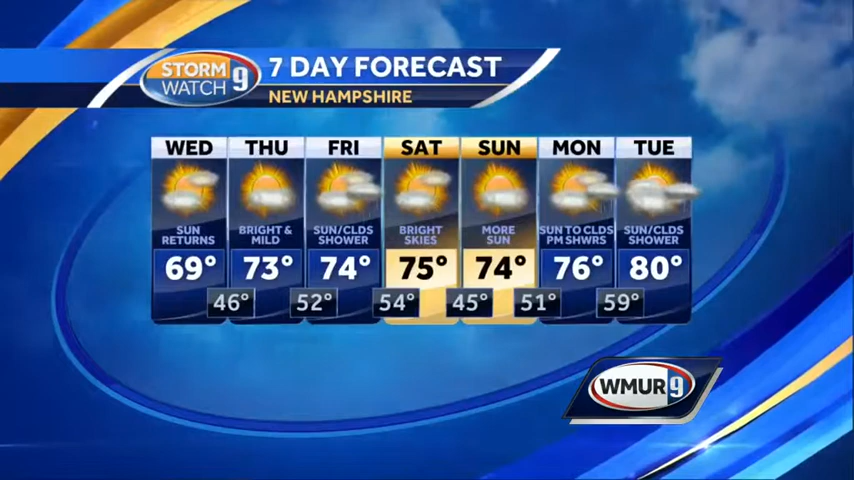 STORM
WATCH 9
7 DAY FORECAST
NEW HAMPSHIRE
WED THU FRI SAT SUN MON TUE
SUN RETURNS
BRIGHT & MILD
SUN/CLDS SHOWER
BRIGHT SKIES
MORE SUN
SUN TO CLDS PM SHWRS
SUN/CLDS SHOWER
69° 73° 74° 75° 74° 76° 80°
46° 52° 54° 45° 51° 59°
WMUR 9